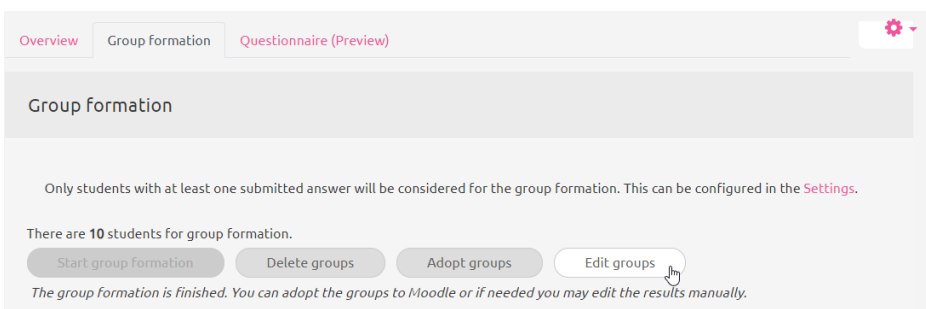 Overview Group formation Questionnaire (Preview)
Group formation
Only students with at least one submitted answer will be considered for the group formation. This can be configured in the Settings.
There are 10 students for group formation.
Start group formation Delete groups Adopt groups Edit groups
The group formation is finished. You can adopt the groups to Moodle or if needed you may edit the results manually.